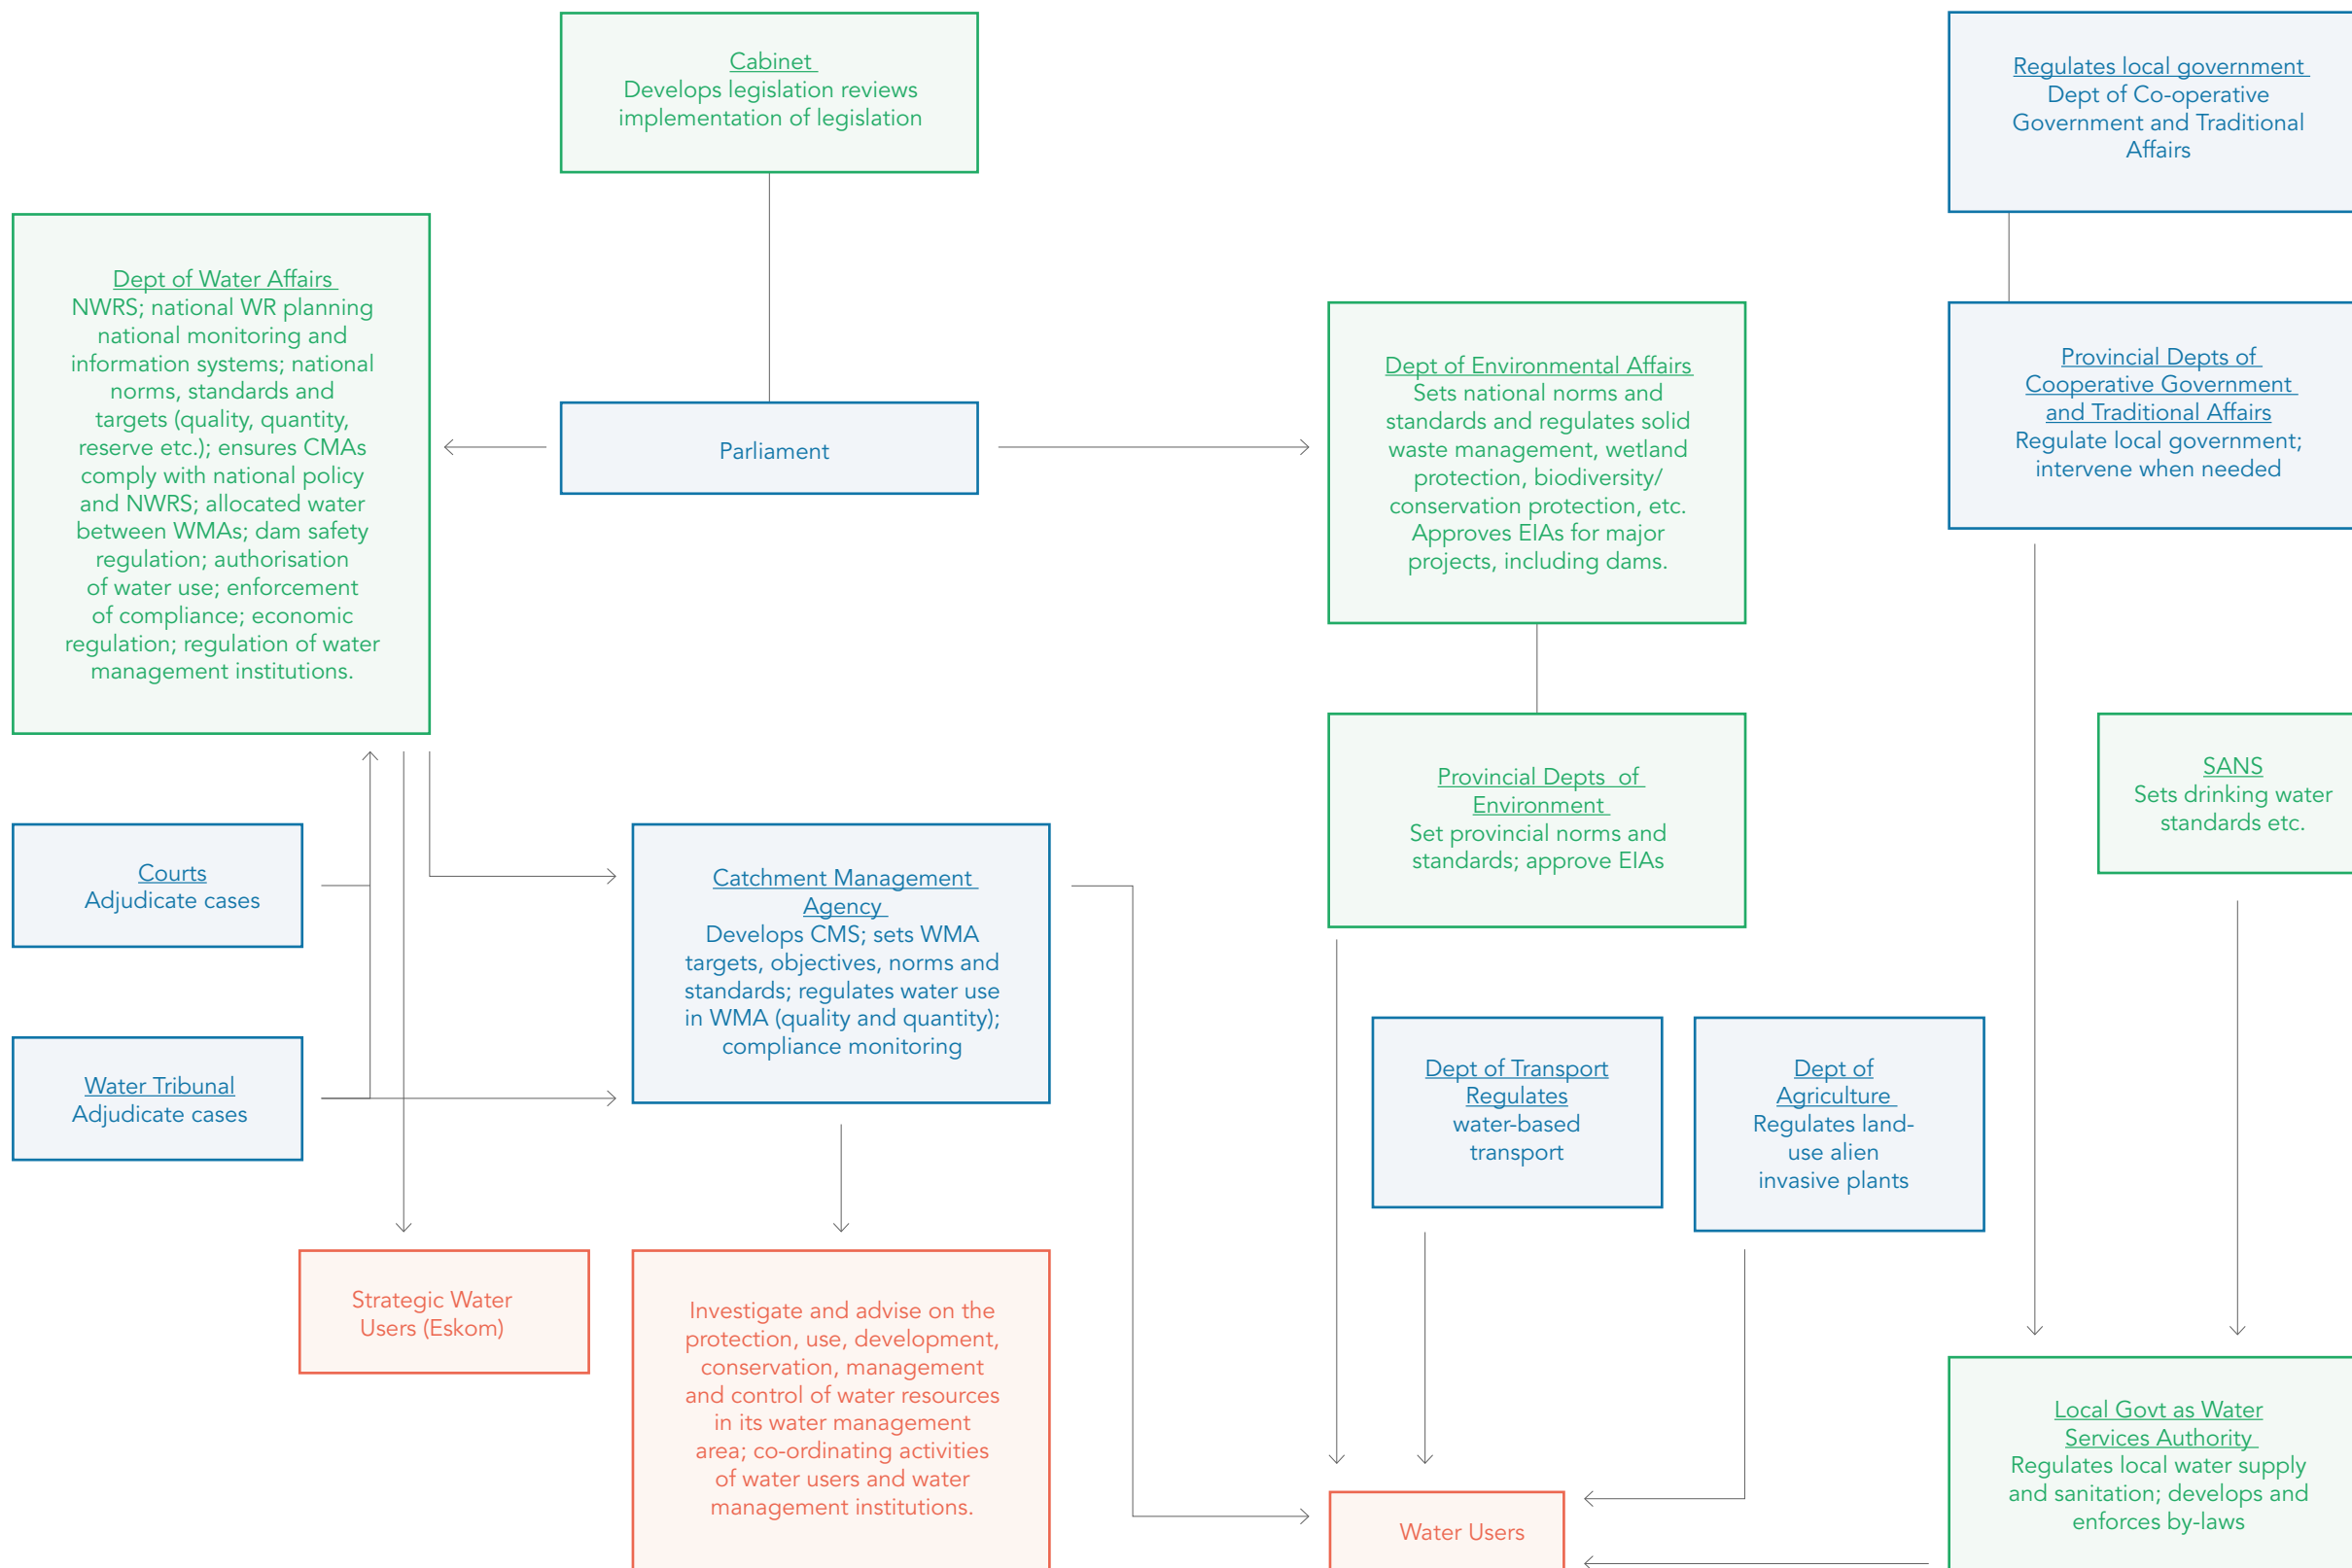 Cabinet
Develops legislation reviews
implementation of legislation
Regulates local government
Dept of Co-operative
Government and Traditional
Affairs
Dept of Water Affairs
NWRS; national WR planning
national monitoring and
information systems; national
norms, standards and
targets (quality, quantity,
reserve etc.); ensures CMAs
comply with national policy
and NWRS; allocated water
between WMAs; dam safety
regulation; authorisation
of water use; enforcement
of compliance; economic
regulation; regulation of water
management institutions.
Parliament
Dept of Environmental Affairs
Sets national norms and
standards and regulates solid
waste management, wetland
protection, biodiversity/
conservation protection, etc.
Approves EIAs for major
projects, including dams.
Provincial Depts of
Cooperative Government
and Traditional Affairs
Regulate local government;
intervene when needed
Provincial Depts of
Environment
Set provincial norms and
standards; approve EIAs
SANS
Sets drinking water
standards etc.
Courts
Adjudicate cases
Catchment Management
Agency
Develops CMS; sets WMA
targets, objectives, norms and
standards; regulates water use
in WMA (quality and quantity);
compliance monitoring
Water Tribunal
Adjudicate cases
Dept of Transport
Regulates
water-based
transport
Dept of
Agriculture
Regulates land-
use alien
invasive plants
Strategic Water
Users (Eskom)
Investigate and advise on the
protection, use, development,
conservation, management
and control of water resources
in its water management
area; co-ordinating activities
of water users and water
management institutions.
Water Users
Local Govt as Water
Services Authority
Regulates local water supply
and sanitation; develops and
enforces by-laws